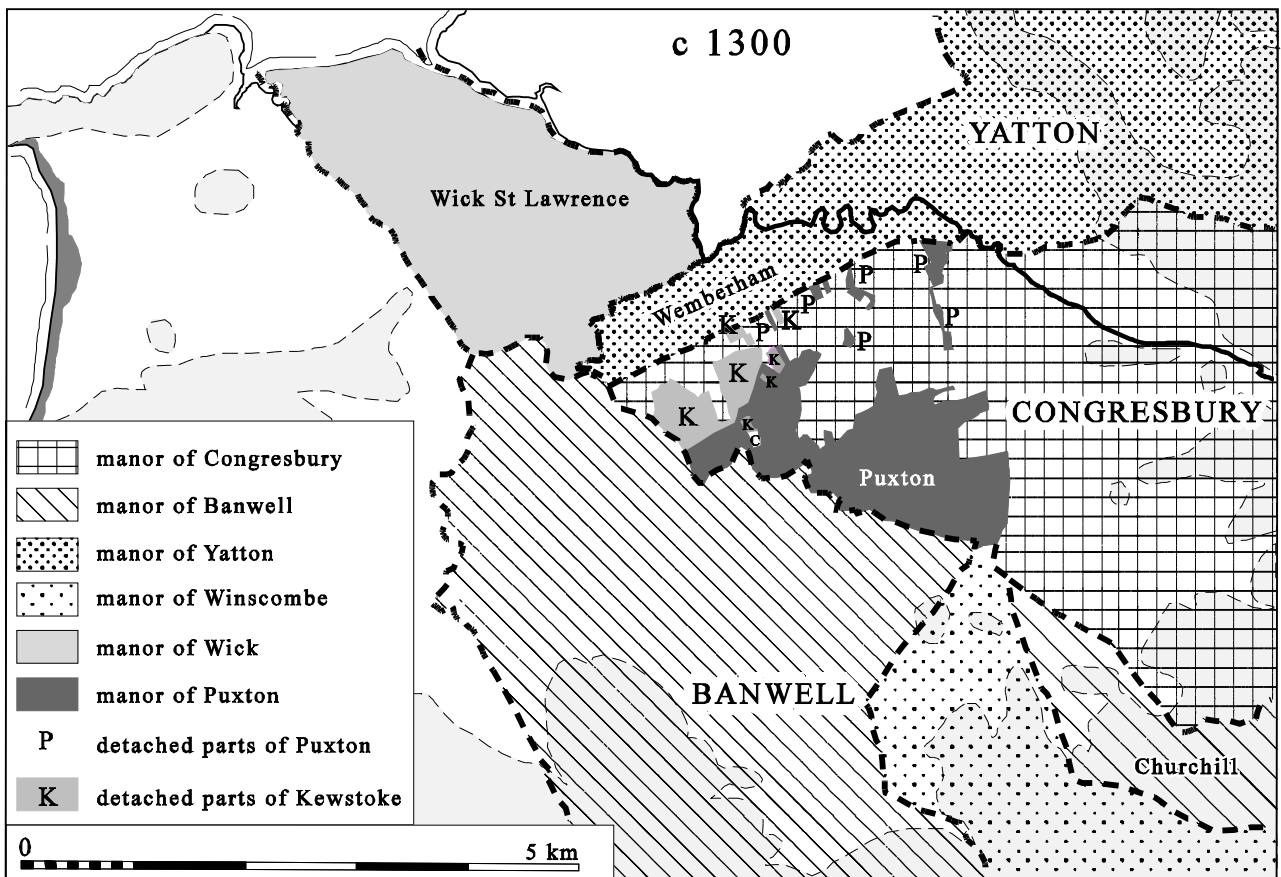 c 1300
YATTON
Wick St Lawrence
Wemberham
P
P
P
P
K
P
K
P
K
K
K
K
K
C
CONGRESBURY
Puxton
BANWELL
Churchill
manor of Congresbury
manor of Banwell
manor of Yatton
manor of Winscombe
manor of Wick
manor of Puxton
P detached parts of Puxton
K detached parts of Kewstoke
0 5 km